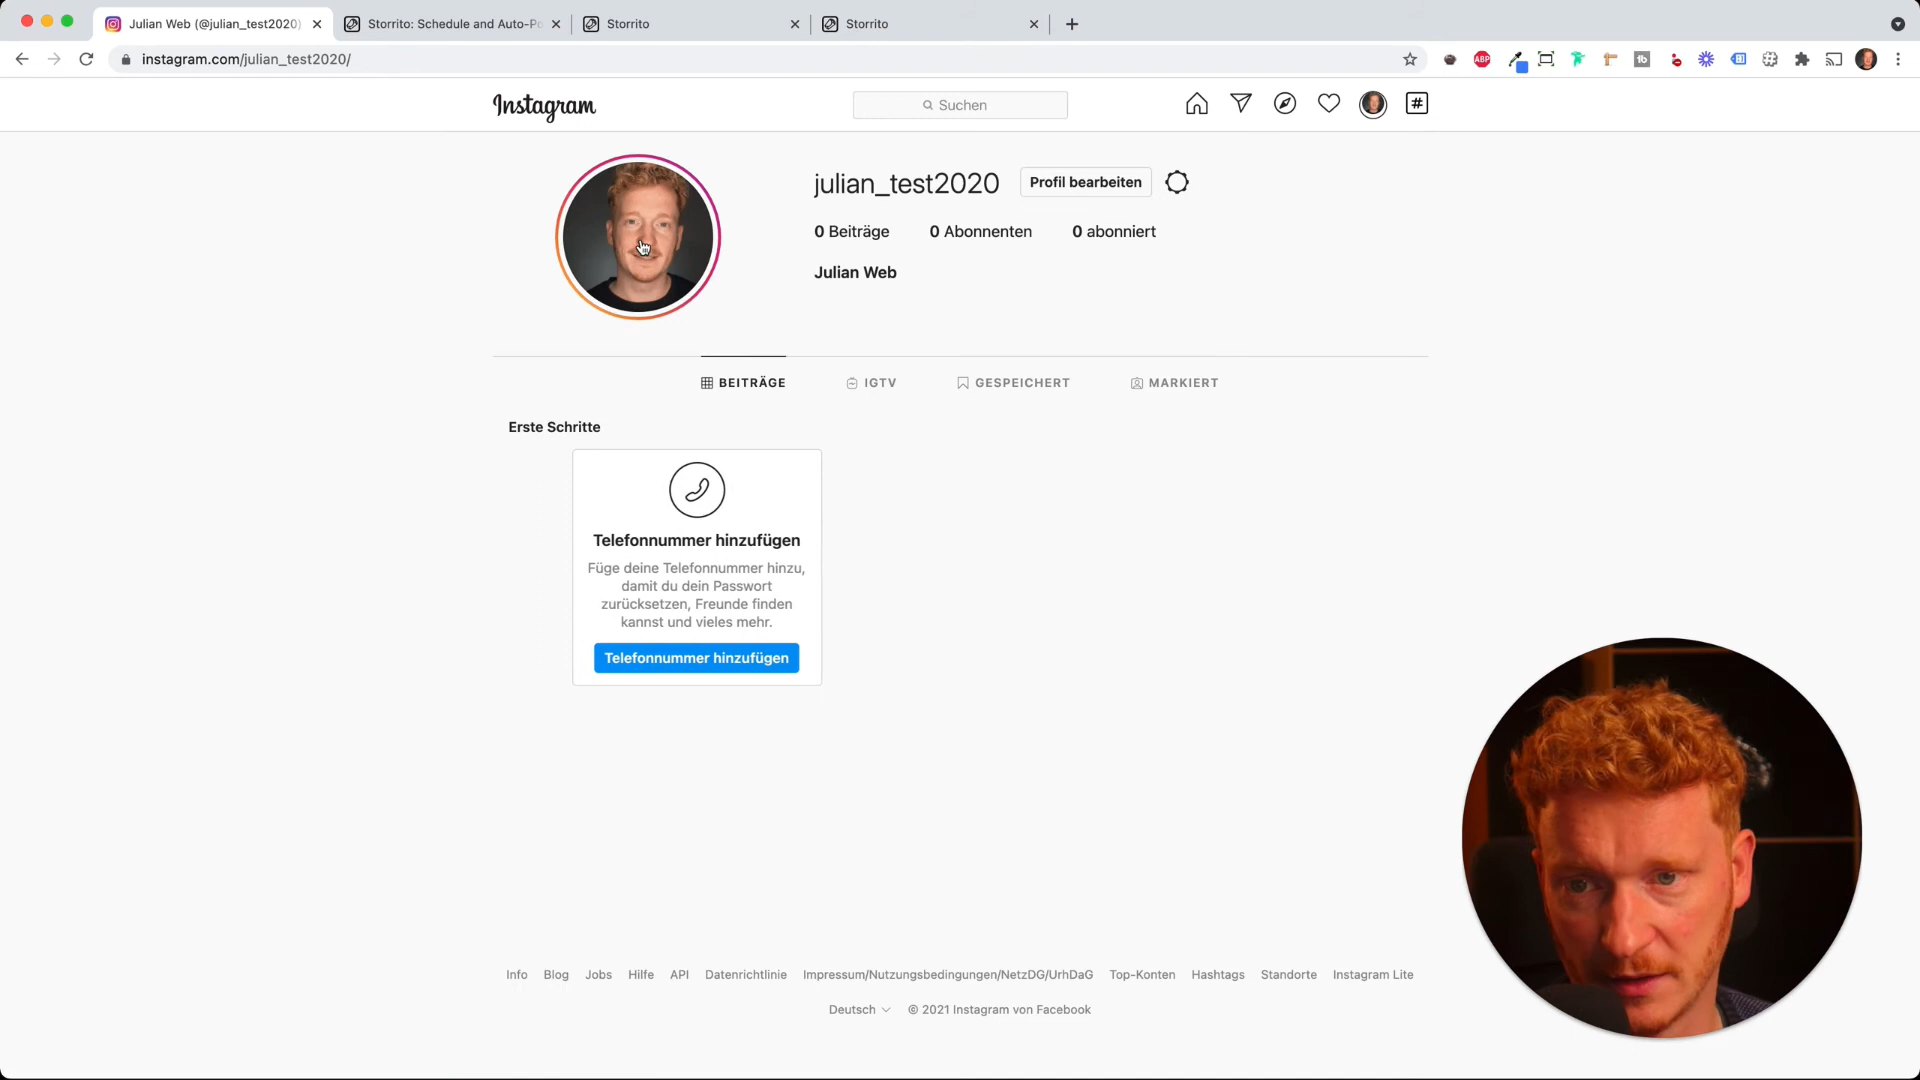 Julian Web (@julian_test2020)
Storrito: Schedule and Auto-Po
Storrito
Storrito
instagram.com/julian_test2020/
ABP
Instagram
Suchen
#
julian_test2020
Profil bearbeiten
0 Beiträge
0 Abonnenten
0 abonniert
Julian Web
BEITRÄGE
IGTV
GESPEICHERT
MARKIERT
Erste Schritte
Telefonnummer hinzufügen
Füge deine Telefonnummer hinzu,
damit du dein Passwort
zurücksetzen, Freunde finden
kannst und vieles mehr.
Telefonnummer hinzufügen
Info
Blog
Jobs
Hilfe
API
Datenrichtlinie
Impressum/Nutzungsbedingungen/NetzDG/UrhDaG
Top-Konten
Hashtags
Standorte
Instagram Lite
Deutsch
© 2021 Instagram von Facebook